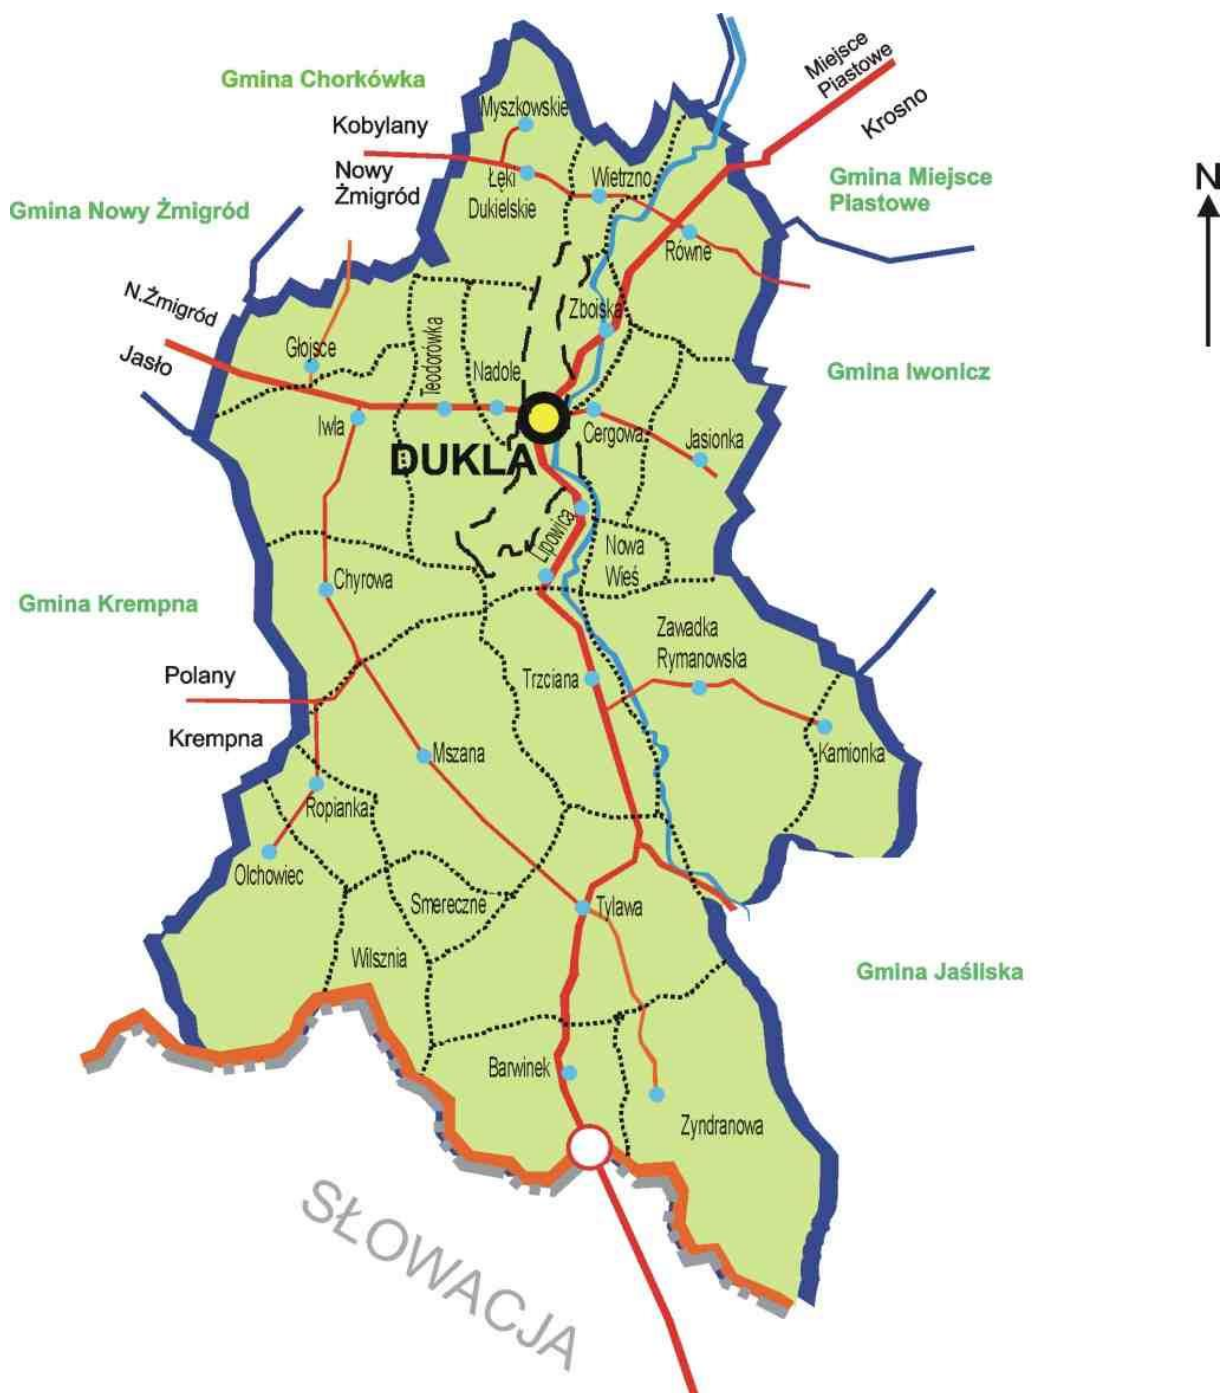 Miejsce
Piastowe
Krosno
Gmina Chorkówka
Myszkowskie
Kobylany
Nowy
Żmigród
Łęki
Dukielskie
Wietrzno
Gmina Miejsce
Piastowe
N
Gmina Nowy Żmigród
Równe
N.Żmigród
Jasło
Zboiska
Głojsce
Teodorówka
Nadole
Gmina Iwonicz
Iwla
Cergowa
Jasionka
DUKLA
Lipowica
Nowa
Wieś
Chyrowa
Gmina Krempna
Zawadka
Rymanowska
Polany
Trzciana
Krempna
Mszana
Kamionka
Ropianka
Olchowiec
Smereczne
Tylawa
Wilsznia
Gmina Jaśliska
Barwinek
Zyndranowa
SŁOWACJA